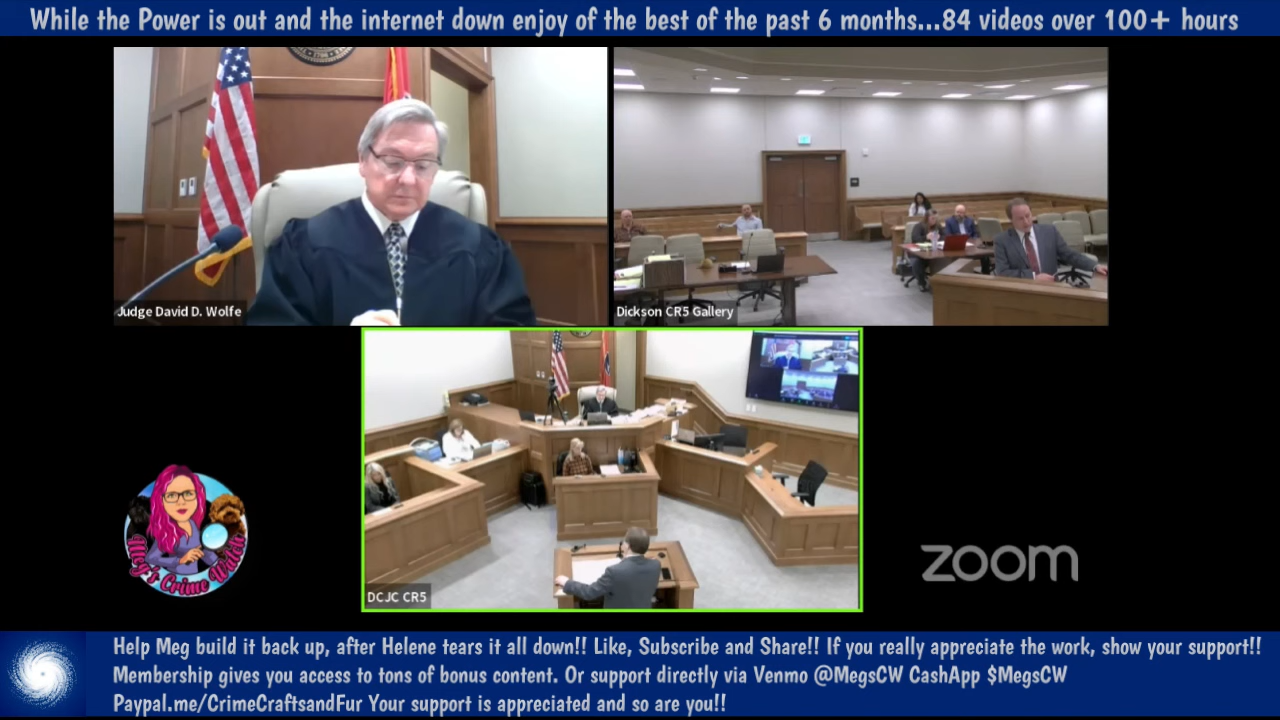 While the Power is out and the internet down enjoy of the best of the past 6 months...84 videos over 100+ hours
Judge David D. Wolfe
Dickson CR5 Gallery
DCJC CR5
Meg's Crime Watch
zoom
Help Meg build it back up, after Helene tears it all down!! Like, Subscribe and Share!! If you really appreciate the work, show your support!!
Membership gives you access to tons of bonus content. Or support directly via Venmo @MegsCW CashApp $MegsCW
Paypal.me/CrimeCraftsandFur Your support is appreciated and so are you!!